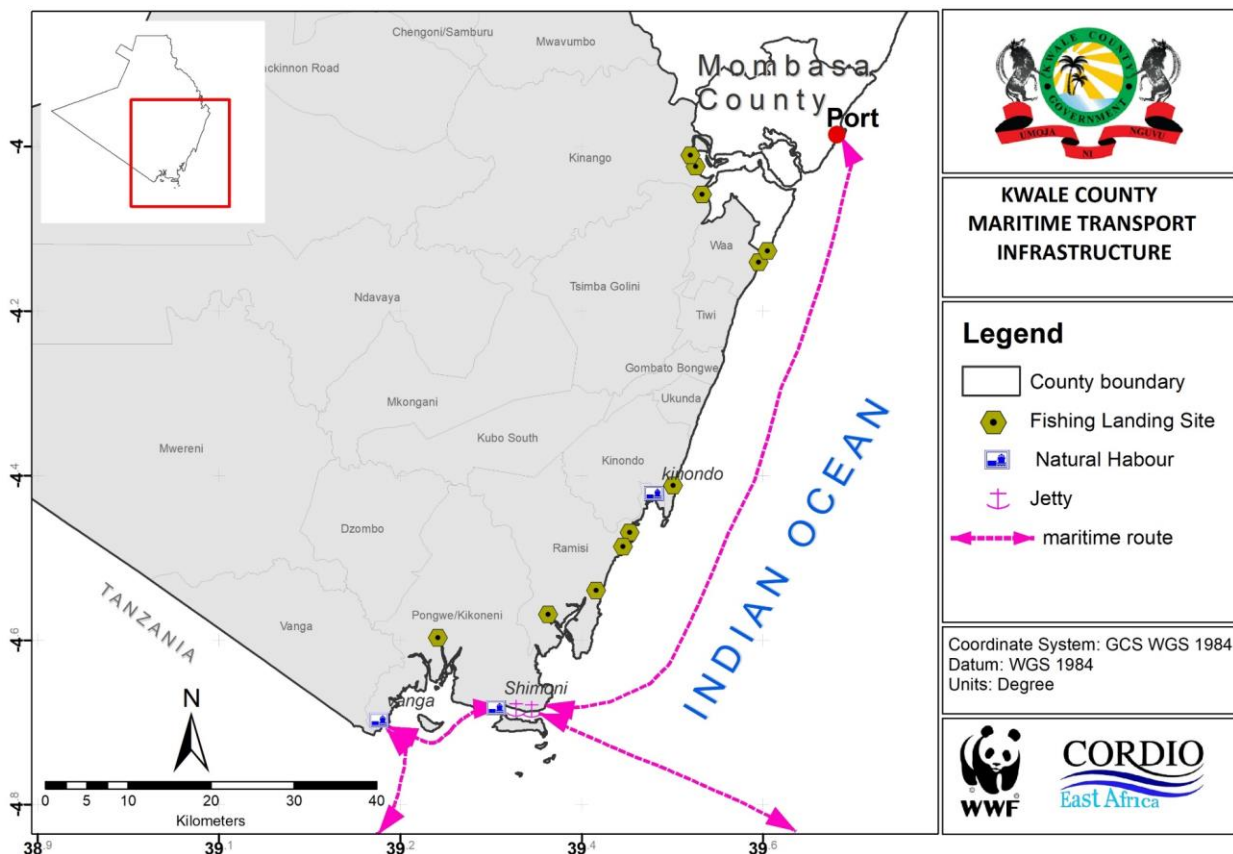 Chengoni/Samburu
Mwavumbo
ackinnon Road
Mombasa
County
Port
Kinango
Waa
Tsimba Golini
Ndavaya
Tiwi
Gombato Bongwe
Ukunda
Mkongani
Kubo South
Mwereni
Kinondo
kinondo
Dzombo
Ramisi
INDIAN OCEAN
TANZANIA
Vanga
Pongwe/Kikoneni
Shimoni
vanga
N
0 5 10 20 30 40
Kilometers
-4
-4.2
-4.4
-4.6
-4.8
38.9 39.1 39.2 39.4 39.6
KWALE COUNTY
GOVERNMENT
UMOJA NI NGUVU
KWALE COUNTY
MARITIME TRANSPORT
INFRASTRUCTURE
Legend
County boundary
Fishing Landing Site
Natural Habour
Jetty
maritime route
Coordinate System: GCS WGS 1984
Datum: WGS 1984
Units: Degree
WWF
CORDIO
East Africa